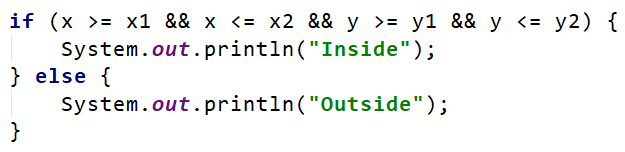 if (x >= x1 && x <= x2 && y >= y1 && y <= y2) {
    System.out.println("Inside");
} else {
    System.out.println("Outside");
}